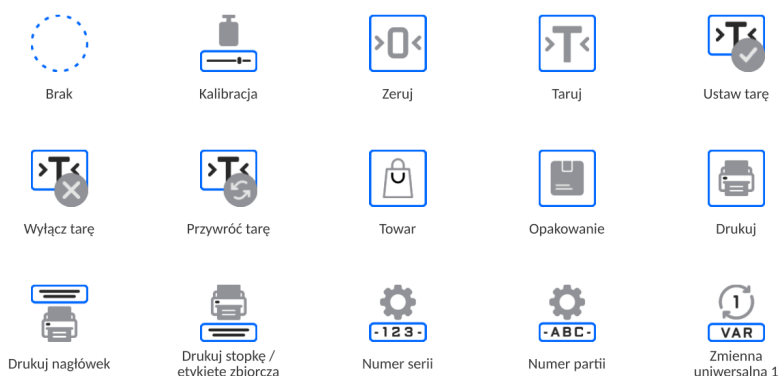 Brak
Kalibracja
>0<
Zeruj
>T<
Taruj
>T<
Ustaw tarę
>T<
Wyłącz tarę
>T<
Przywróć tarę
Towar
Opakowanie
Drukuj
Drukuj nagłówek
Drukuj stopkę /
etykietę zbiorczą
-123-
Numer serii
-ABC-
Numer partii
1
VAR
Zmienna
uniwersalna 1